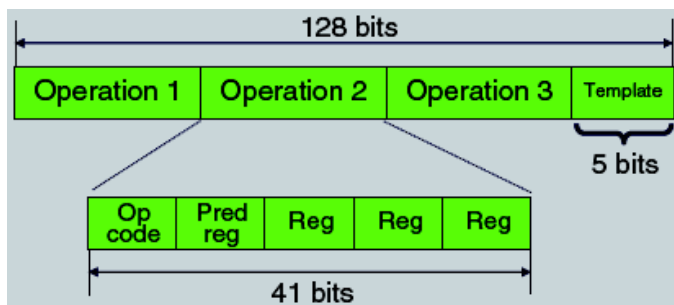 128 bits
Operation 1 Operation 2 Operation 3 Template
5 bits
Op code Pred reg Reg Reg Reg
41 bits